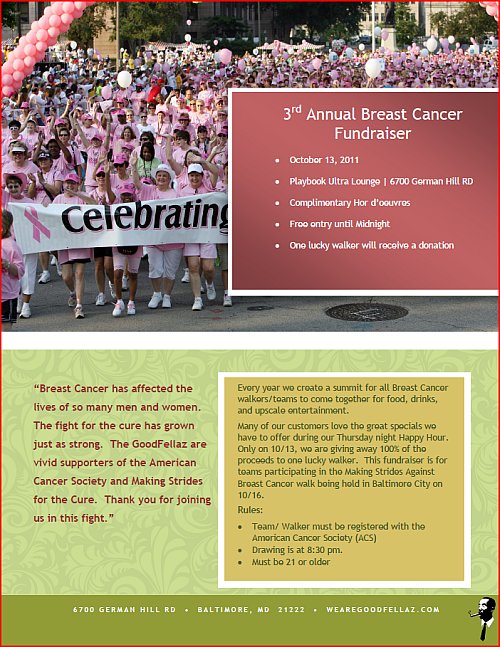 Celebrating
3rd Annual Breast Cancer
Fundraiser
• October 13, 2011
• Playbook Ultra Lounge | 6700 German Hill RD
• Complimentary Hor d'oeuvres
• Free entry until Midnight
• One lucky walker will receive a donation
"Breast Cancer has affected the
lives of so many men and women.
The fight for the cure has grown
just as strong. The GoodFellaz are
vivid supporters of the American
Cancer Society and Making Strides
for the Cure. Thank you for joining
us in this fight."
Every year we create a summit for all Breast Cancer
walkers/teams to come together for food, drinks,
and upscale entertainment.
Many of our customers love the great specials we
have to offer during our Thursday night Happy Hour.
Only on 10/13, we are giving away 100% of the
proceeds to one lucky walker. This fundraiser is for
teams participating in the Making Strides Against
Breast Cancer walk being held in Baltimore City on
10/16.
Rules:
• Team/ Walker must be registered with the
American Cancer Society (ACS)
• Drawing is at 8:30 pm.
• Must be 21 or older
6700 GERMAN HILL RD • BALTIMORE, MD 21222 • WEAREGOODFELLAZ.COM